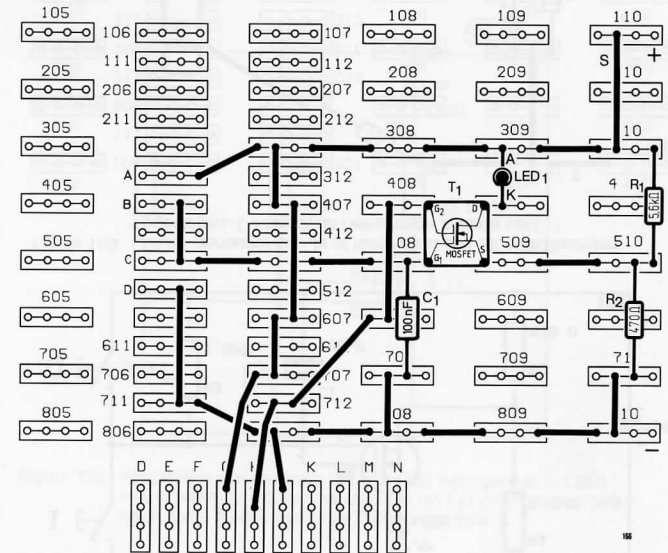 105 106 107 108 109 110
S +
111 112
205 206 207 208 209 10
211 212
305 308 309 10
A 312 A LED1
405 B 407 408 T1 K 4 R1
G2 D 5.6kΩ
412
505 C 08 G1 MOSFET S 509 510
D 512
605 607 100nF C1 609 R2 470Ω
611 6
705 706 707 70 709 71
711 712
805 806 08 809 10
−
D E F G H K L M N
166